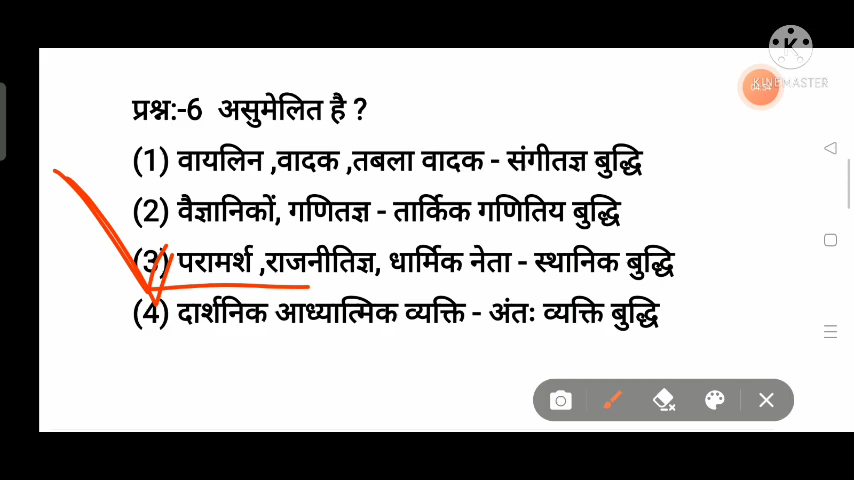 KINEMASTER
प्रश्न:-6 असुमेलित है ?
(1) वायलिन ,वादक ,तबला वादक - संगीतज्ञ बुद्धि
(2) वैज्ञानिकों, गणितज्ञ - तार्किक गणितिय बुद्धि
(3) परामर्श ,राजनीतिज्ञ, धार्मिक नेता - स्थानिक बुद्धि
(4) दार्शनिक आध्यात्मिक व्यक्ति - अंतः व्यक्ति बुद्धि